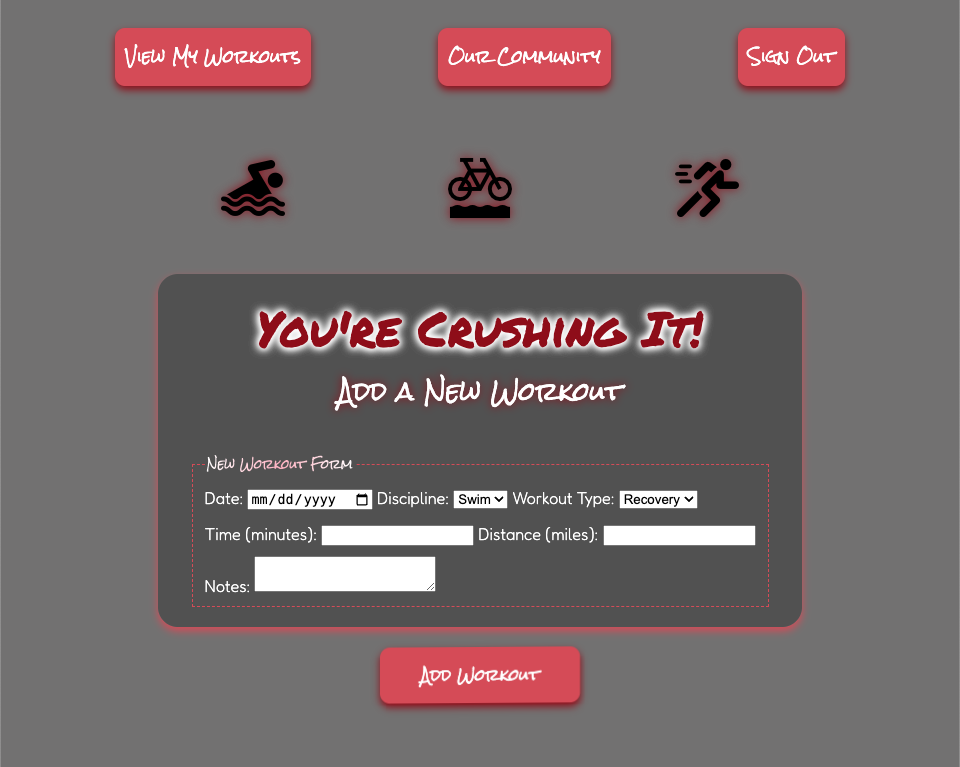 View My Workouts Our Community Sign Out
You're Crushing It!
Add a New Workout
New Workout Form
Date: mm/dd/yyyy Discipline: Swim Workout Type: Recovery
Time (minutes): Distance (miles):
Notes:
Add Workout